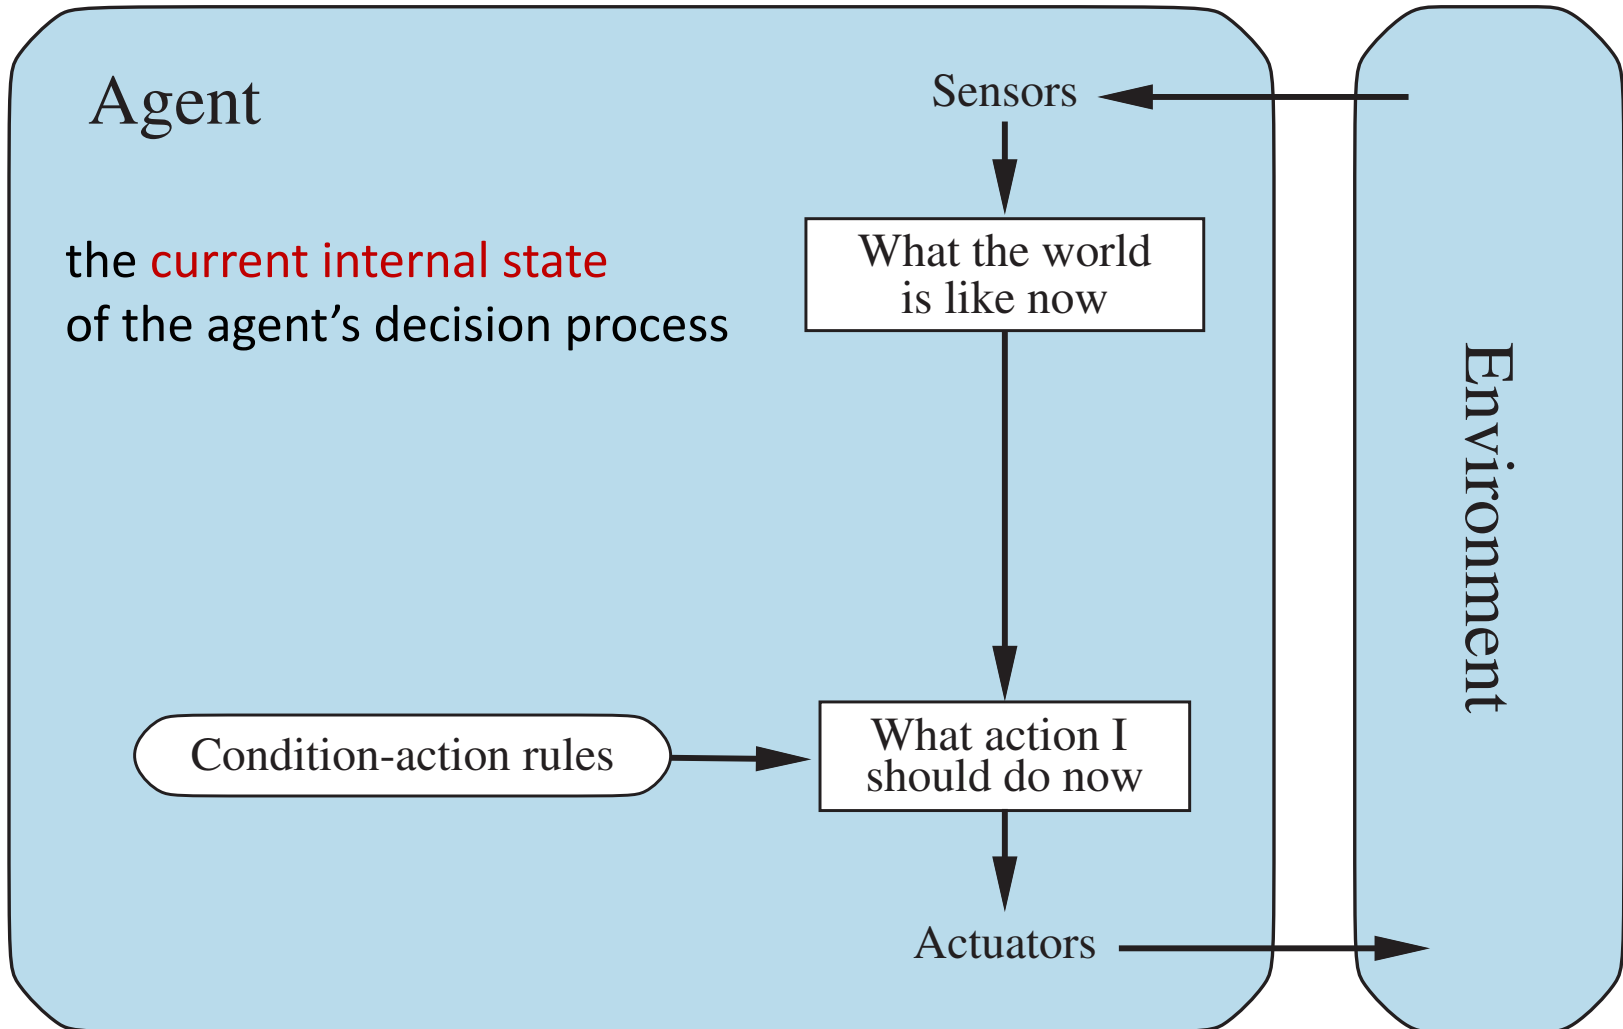 Agent
Sensors
the current internal state
of the agent’s decision process
What the world
is like now
Environment
Condition-action rules
What action I
should do now
Actuators